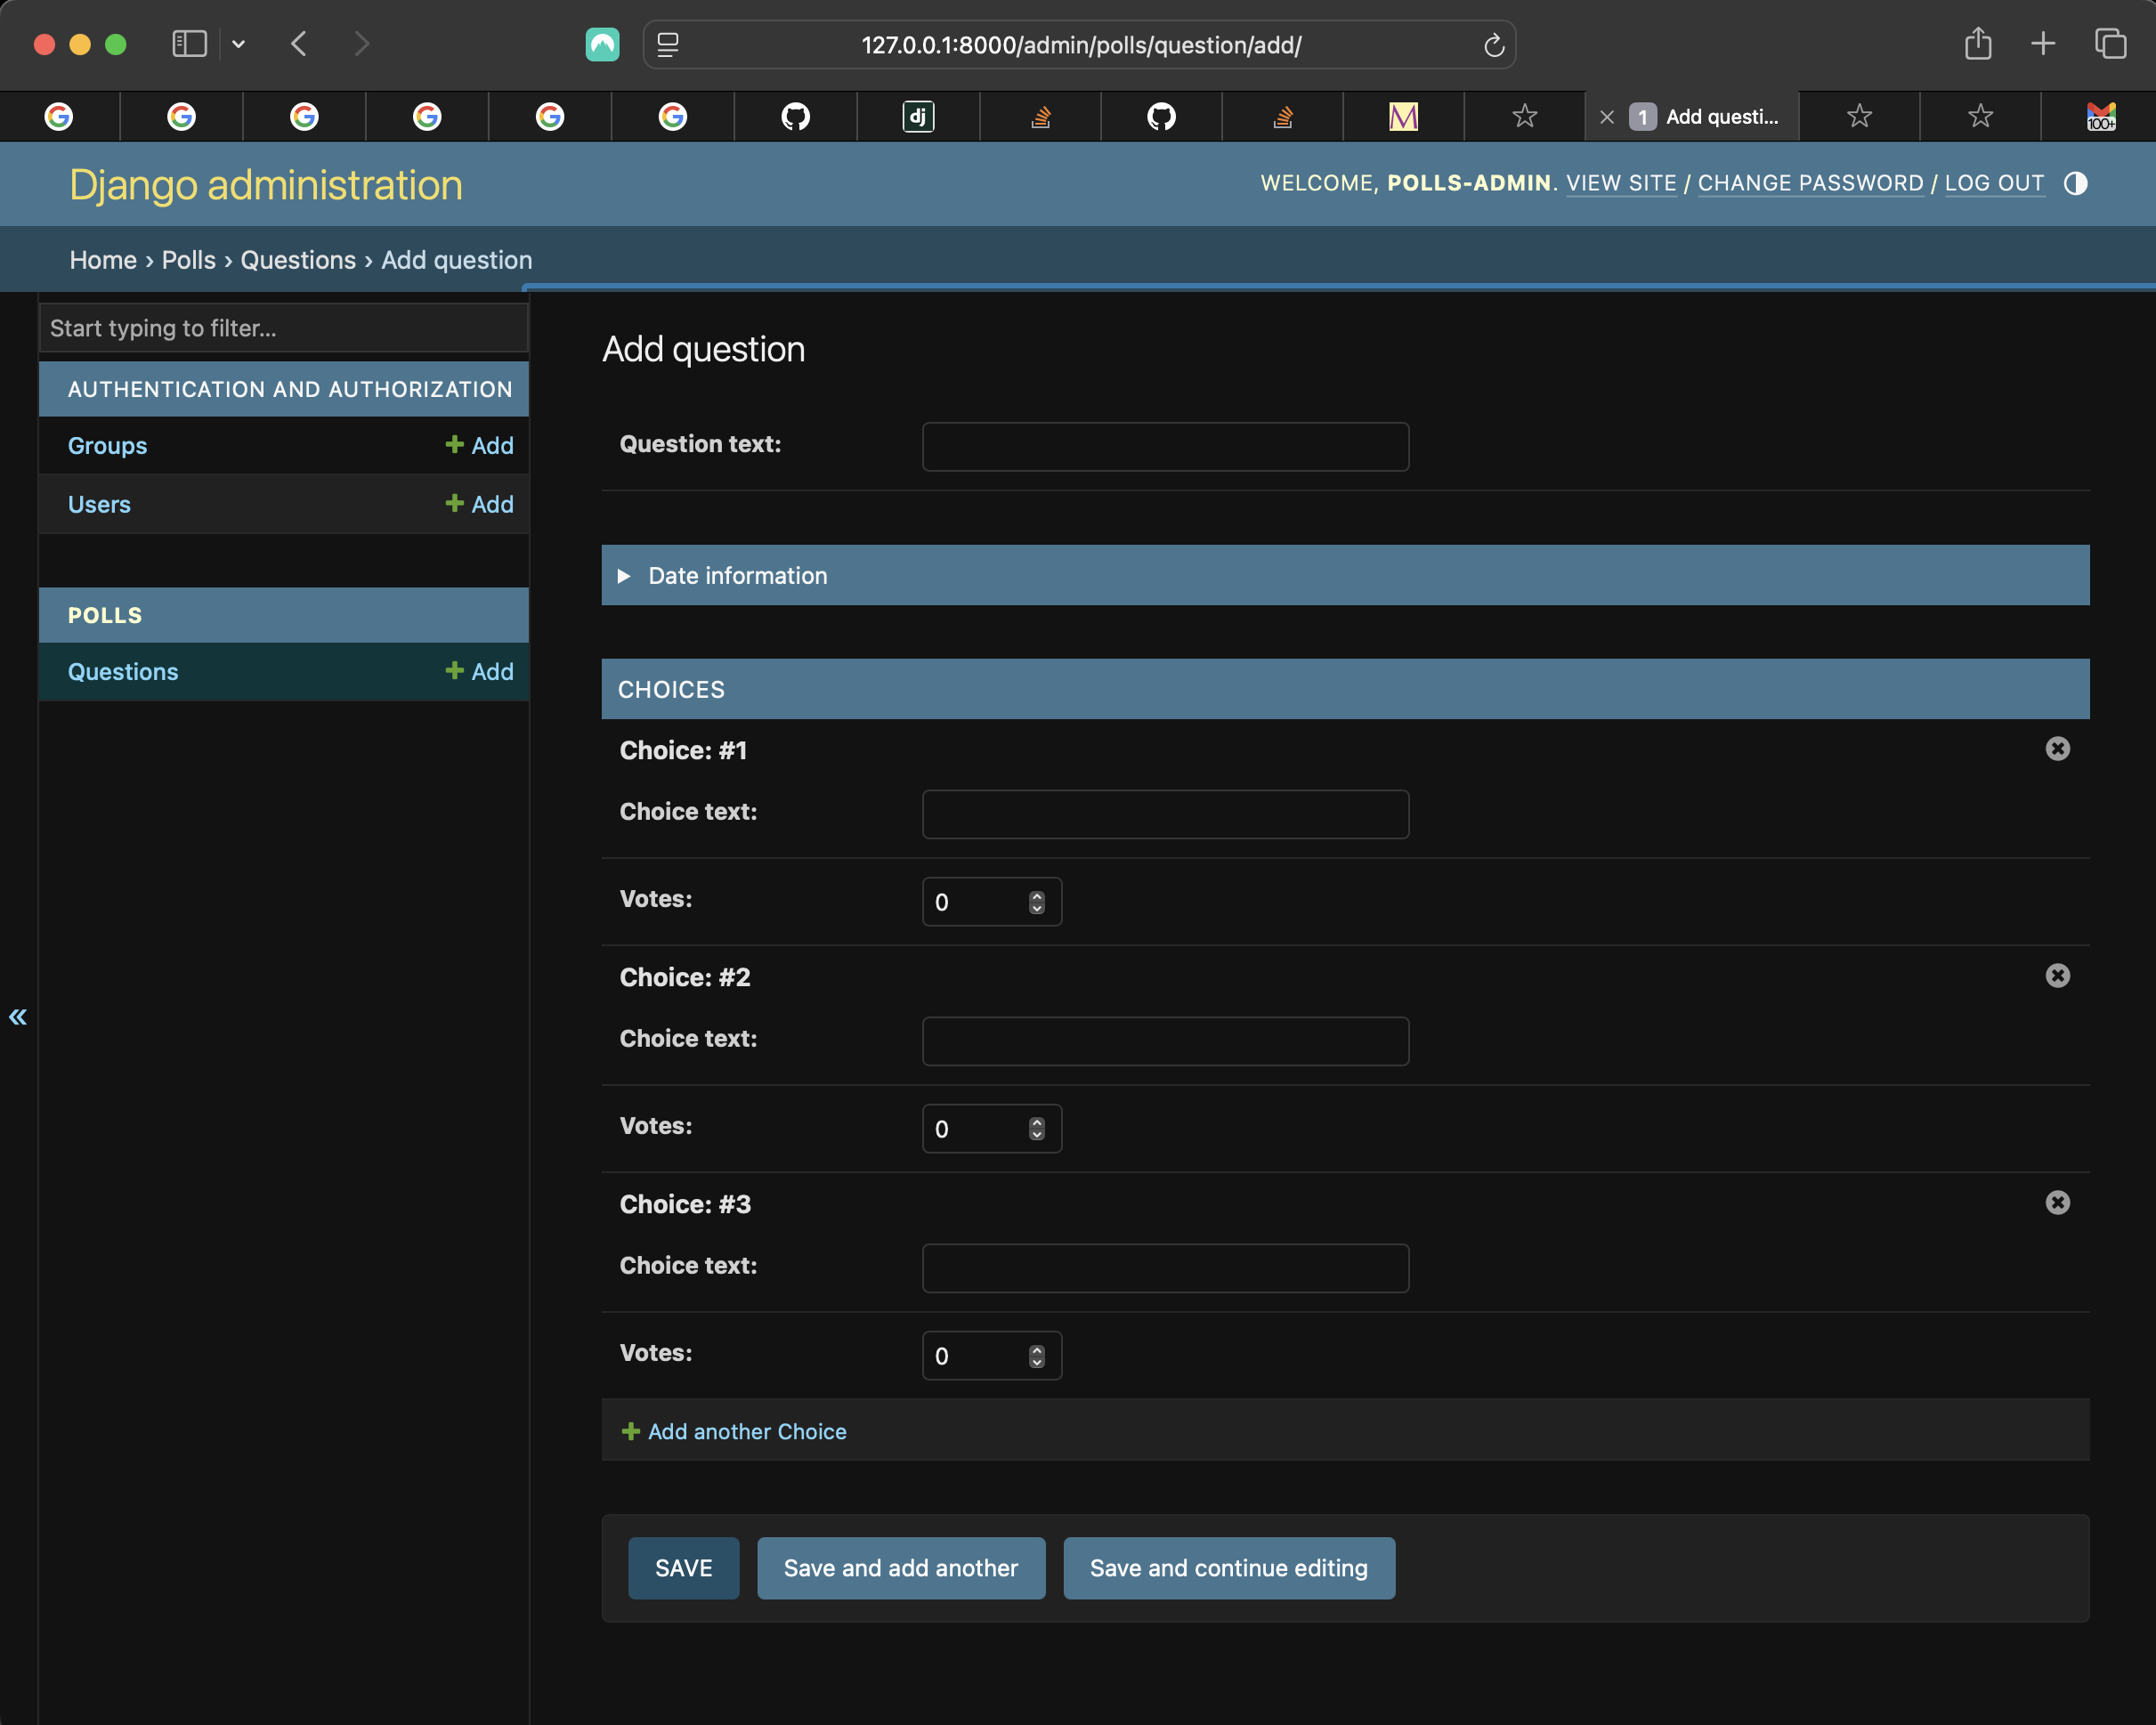 127.0.0.1:8000/admin/polls/question/add/
dj
M
1 Add questi...
100+
Django administration
WELCOME, POLLS-ADMIN. VIEW SITE / CHANGE PASSWORD / LOG OUT
Home › Polls › Questions › Add question
Start typing to filter...
AUTHENTICATION AND AUTHORIZATION
Groups + Add
Users + Add
POLLS
Questions + Add
«
Add question
Question text:
Date information
CHOICES
Choice: #1
Choice text:
Votes: 0
Choice: #2
Choice text:
Votes: 0
Choice: #3
Choice text:
Votes: 0
+ Add another Choice
SAVE Save and add another Save and continue editing